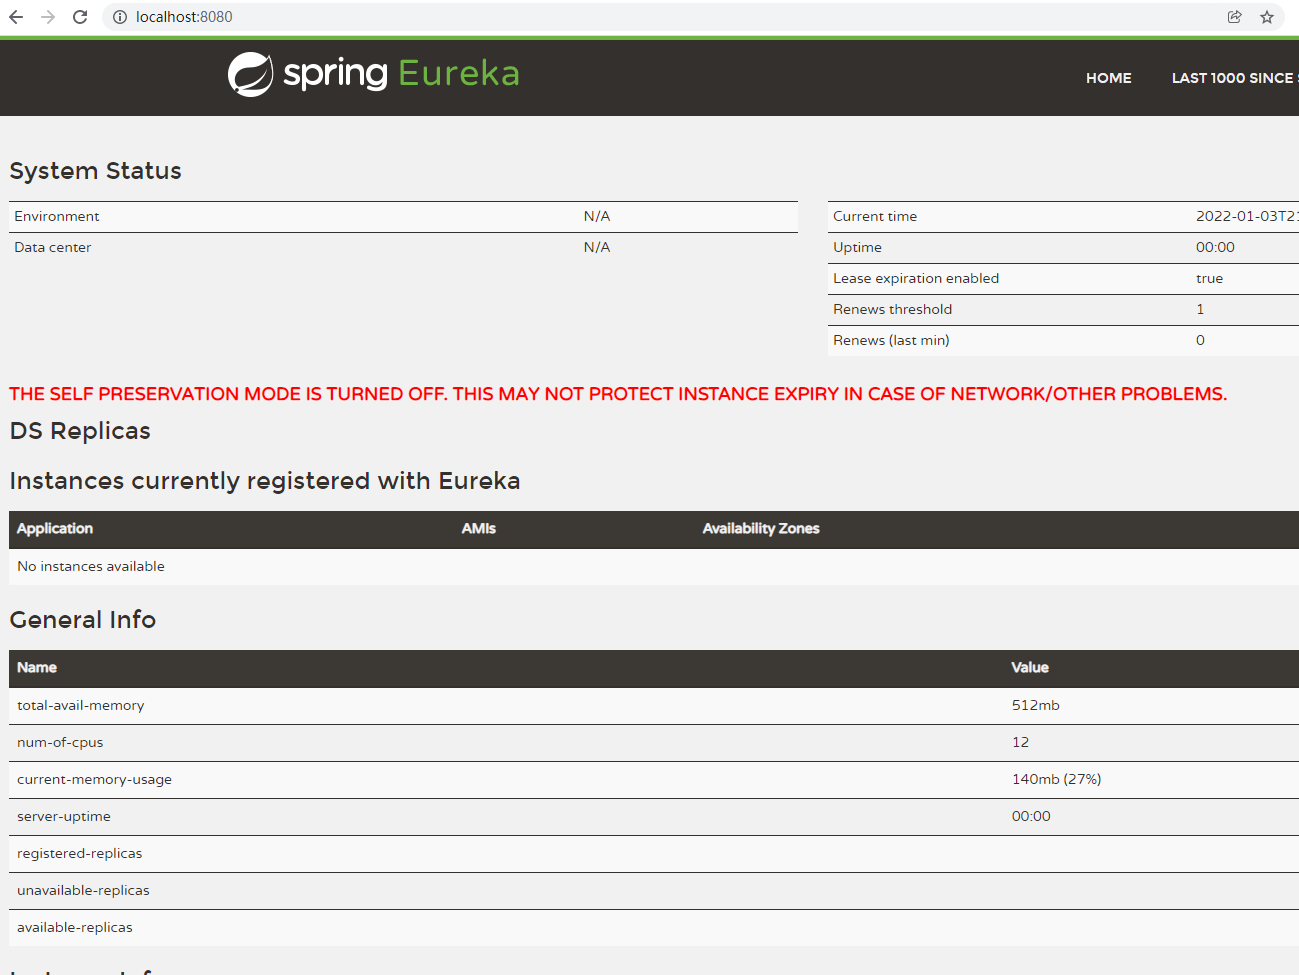 localhost:8080
spring Eureka
HOME LAST 1000 SINCE
System Status
Environment N/A
Data center N/A
Current time 2022-01-03T21
Uptime 00:00
Lease expiration enabled true
Renews threshold 1
Renews (last min) 0
THE SELF PRESERVATION MODE IS TURNED OFF. THIS MAY NOT PROTECT INSTANCE EXPIRY IN CASE OF NETWORK/OTHER PROBLEMS.
DS Replicas
Instances currently registered with Eureka
Application AMIs Availability Zones
No instances available
General Info
Name Value
total-avail-memory 512mb
num-of-cpus 12
current-memory-usage 140mb (27%)
server-uptime 00:00
registered-replicas
unavailable-replicas
available-replicas